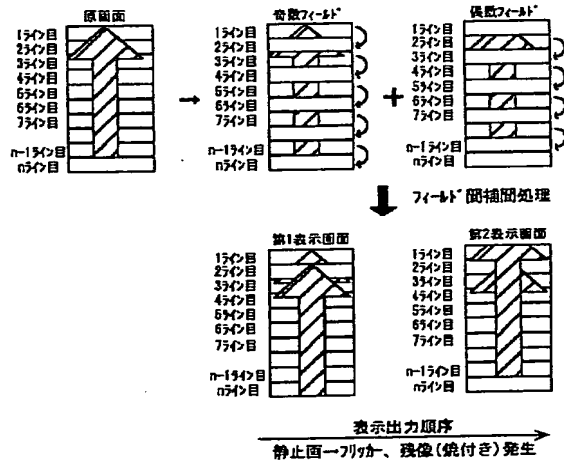 原画面
1ライン目
2ライン目
3ライン目
4ライン目
5ライン目
6ライン目
7ライン目
n-1ライン目
nライン目
奇数フィールド
1ライン目
2ライン目
3ライン目
4ライン目
5ライン目
6ライン目
7ライン目
n-1ライン目
nライン目
偶数フィールド
1ライン目
2ライン目
3ライン目
4ライン目
5ライン目
6ライン目
7ライン目
n-1ライン目
nライン目
フィールド間補間処理
第1表示画面
1ライン目
2ライン目
3ライン目
4ライン目
5ライン目
6ライン目
7ライン目
n-1ライン目
nライン目
第2表示画面
1ライン目
2ライン目
3ライン目
4ライン目
5ライン目
6ライン目
7ライン目
n-1ライン目
nライン目
表示出力順序
静止画→フリッカー、残像(焼付き)発生